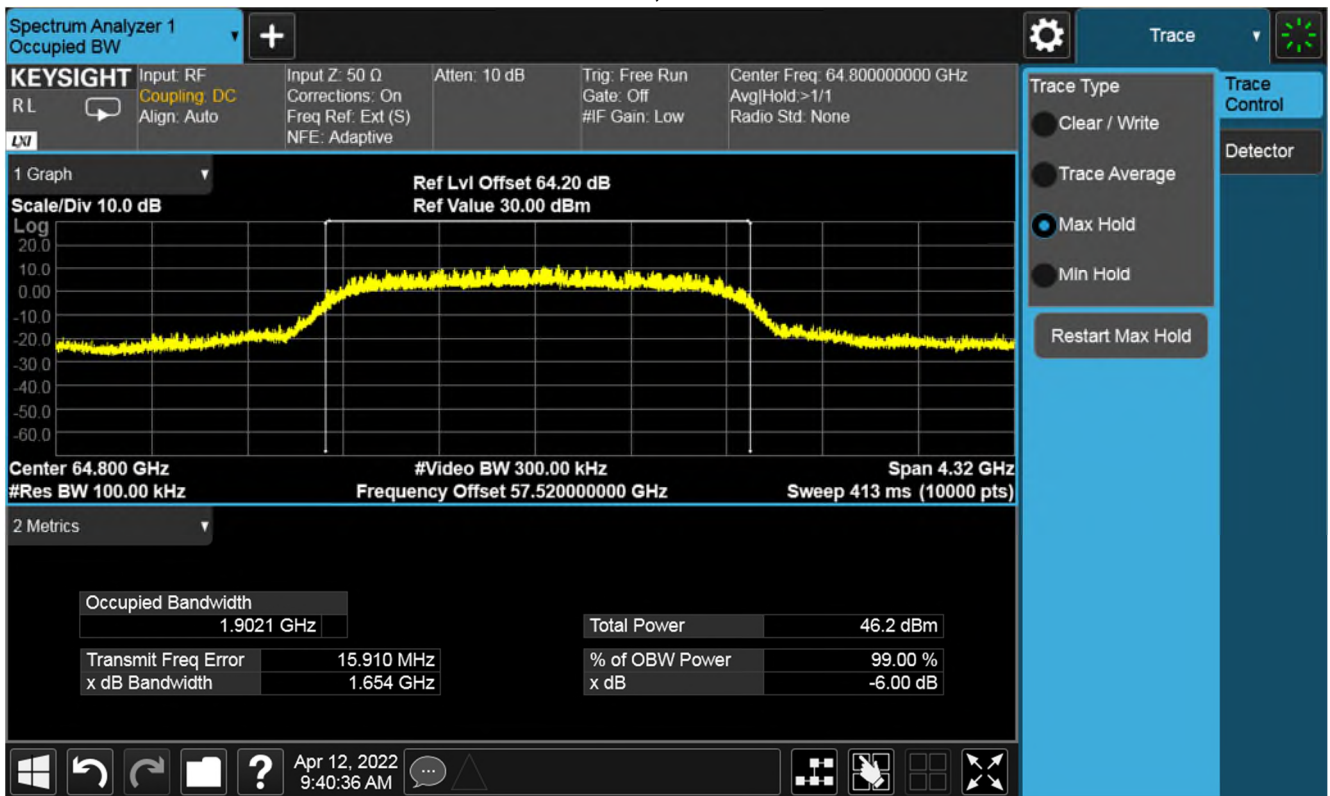 Spectrum Analyzer 1
Occupied BW
+
Trace
KEYSIGHT
R L
LXI
Input: RF
Coupling: DC
Align: Auto
Input Z: 50 Ω
Corrections: On
Freq Ref: Ext (S)
NFE: Adaptive
Atten: 10 dB
Trig: Free Run
Gate: Off
#IF Gain: Low
Center Freq: 64.800000000 GHz
Avg|Hold:>1/1
Radio Std: None
Trace Type
Clear / Write
Trace Average
Max Hold
Min Hold
Restart Max Hold
Trace
Control
Detector
1 Graph
Scale/Div 10.0 dB
Ref Lvl Offset 64.20 dB
Ref Value 30.00 dBm
Log
20.0
10.0
0.00
-10.0
-20.0
-30.0
-40.0
-50.0
-60.0
Center 64.800 GHz
#Video BW 300.00 kHz
Span 4.32 GHz
#Res BW 100.00 kHz
Frequency Offset 57.520000000 GHz
Sweep 413 ms (10000 pts)
2 Metrics
Occupied Bandwidth
1.9021 GHz
Total Power 46.2 dBm
Transmit Freq Error 15.910 MHz
% of OBW Power 99.00 %
x dB Bandwidth 1.654 GHz
x dB -6.00 dB
?
Apr 12, 2022
9:40:36 AM